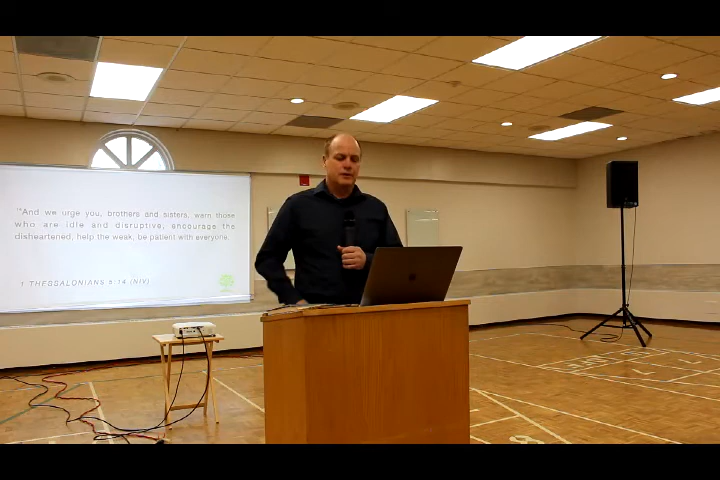 "And we urge you, brothers and sisters, warn those
who are idle and disruptive, encourage the
disheartened, help the weak, be patient with everyone.
1 THESSALONIANS 5:14 (NIV)